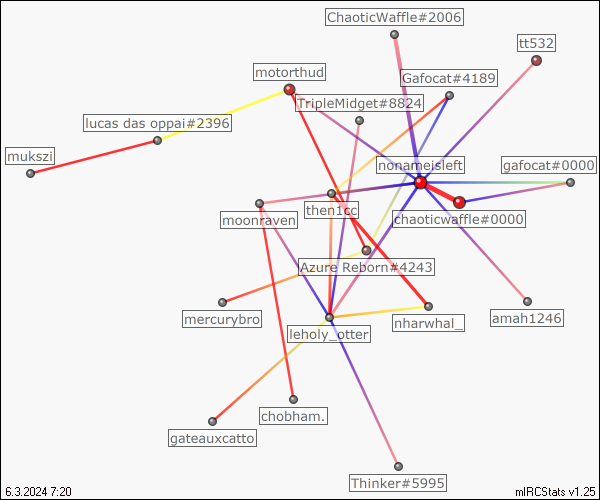 ChaoticWaffle#2006
tt532
motorthud
Gafocat#4189
TripleMidget#8824
lucas das oppai#2396
mukszi
nonameisleft
gafocat#0000
then1cc
moonraven
chaoticwaffle#0000
Azure Reborn#4243
mercurybro
nharwhal_
amah1246
leholy_otter
chobham.
gateauxcatto
Thinker#5995
6.3.2024 7:20
mIRCStats v1.25